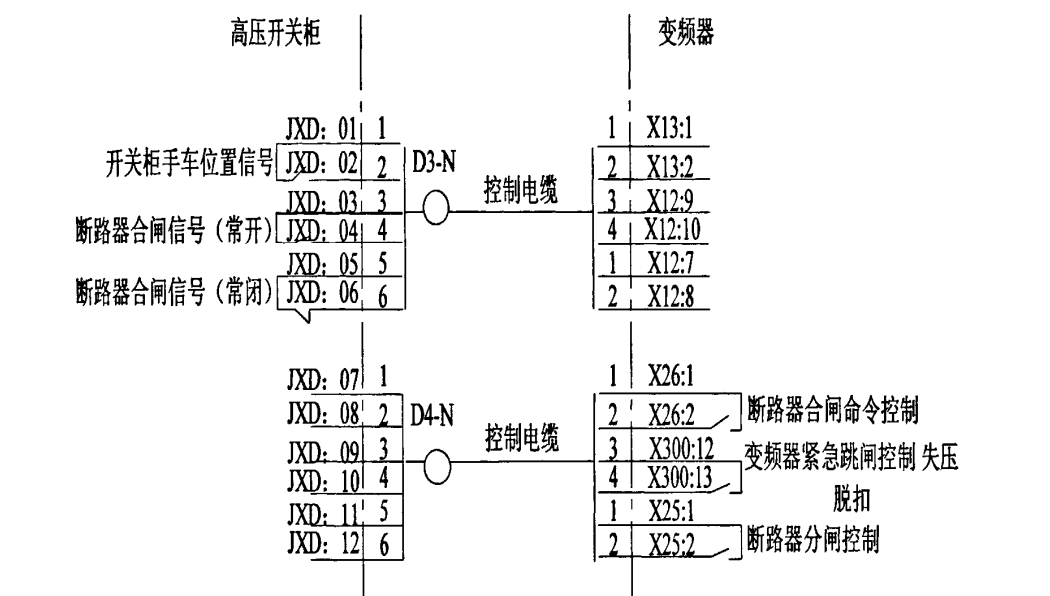 高压开关柜 变频器
JXD: 01 1 1 X13:1
开关柜手车位置信号 JXD: 02 2 D3-N 2 X13:2
JXD: 03 3 控制电缆 3 X12:9
断路器合闸信号（常开） JXD: 04 4 4 X12:10
JXD: 05 5 1 X12:7
断路器合闸信号（常闭） JXD: 06 6 2 X12:8
JXD: 07 1 1 X26:1
JXD: 08 2 D4-N 2 X26:2 断路器合闸命令控制
JXD: 09 3 控制电缆 3 X300:12 变频器紧急跳闸控制 失压
JXD: 10 4 4 X300:13 脱扣
JXD: 11 5 1 X25:1
JXD: 12 6 2 X25:2 断路器分闸控制